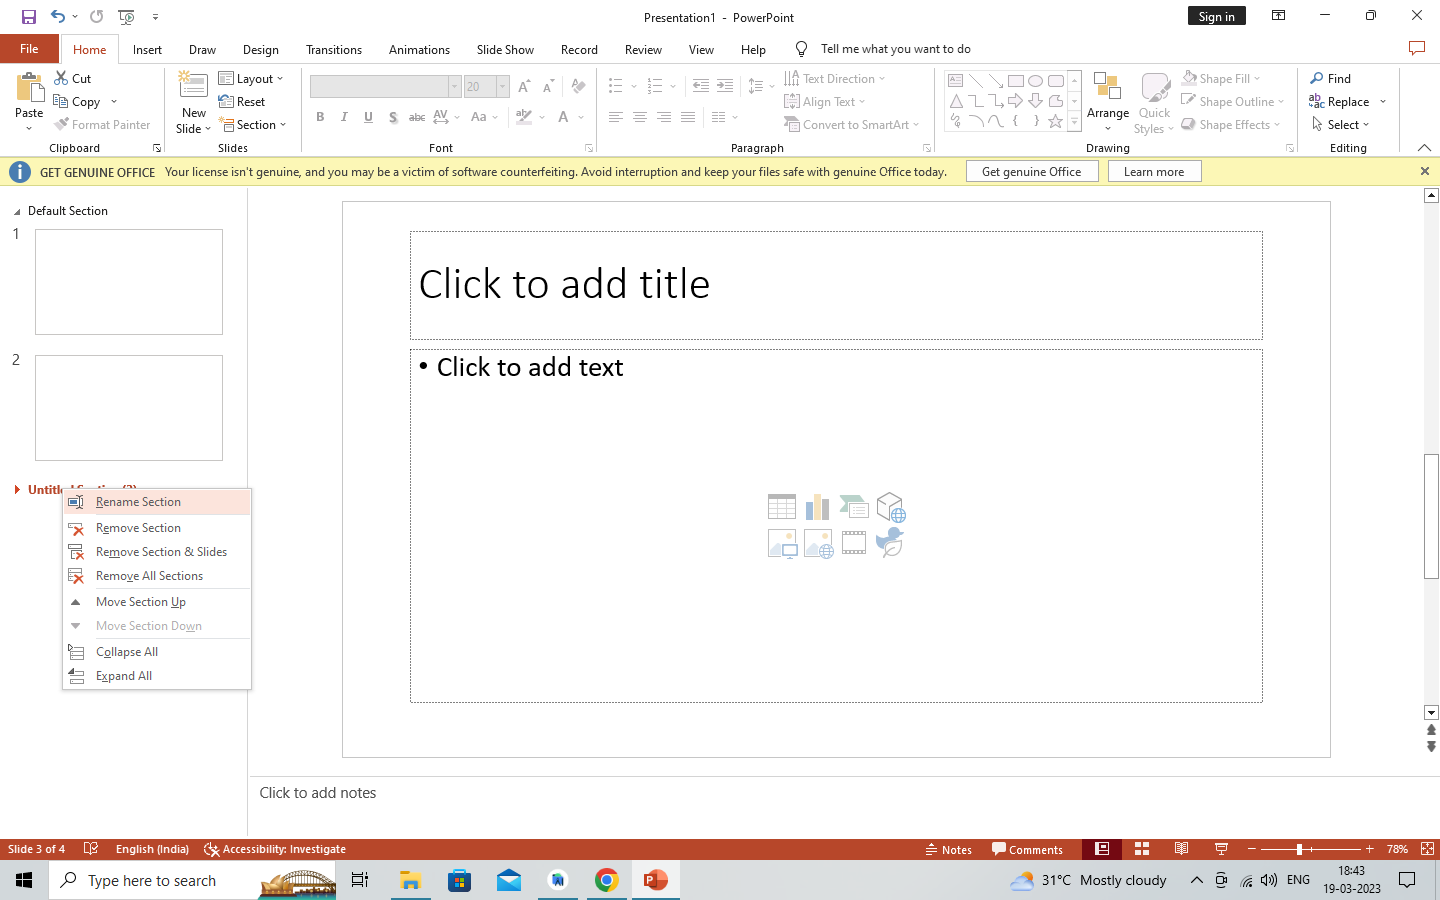 Presentation1 - PowerPoint
Sign in
File Home Insert Draw Design Transitions Animations Slide Show Record Review View Help Tell me what you want to do
Paste
Cut
Copy
Format Painter
Clipboard
New Slide
Layout
Reset
Section
Slides
20
B I U S abc AV Aa A
Font
Text Direction
Align Text
Convert to SmartArt
Paragraph
Arrange
Quick Styles
Shape Fill
Shape Outline
Shape Effects
Drawing
Find
Replace
Select
Editing
GET GENUINE OFFICE Your license isn't genuine, and you may be a victim of software counterfeiting. Avoid interruption and keep your files safe with genuine Office today. Get genuine Office Learn more
Default Section
1
2
Rename Section
Remove Section
Remove Section & Slides
Remove All Sections
Move Section Up
Move Section Down
Collapse All
Expand All
Click to add title
• Click to add text
Click to add notes
Slide 3 of 4 English (India) Accessibility: Investigate Notes Comments 78%
Type here to search
31°C Mostly cloudy ENG
18:43
19-03-2023